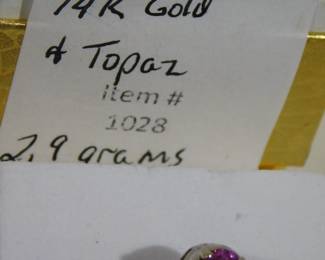 14K Gold
& Topaz
item #
1028
2.9 grams